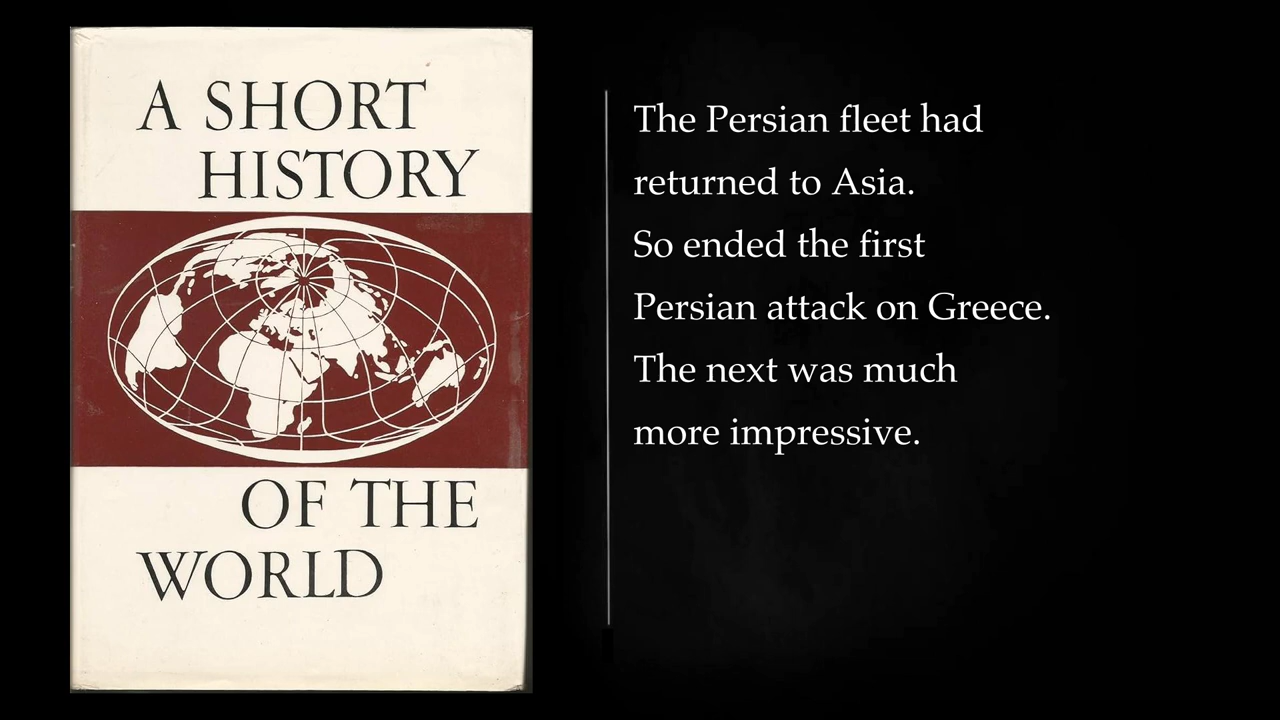 A SHORT
HISTORY
OF THE
WORLD
The Persian fleet had
returned to Asia.
So ended the first
Persian attack on Greece.
The next was much
more impressive.